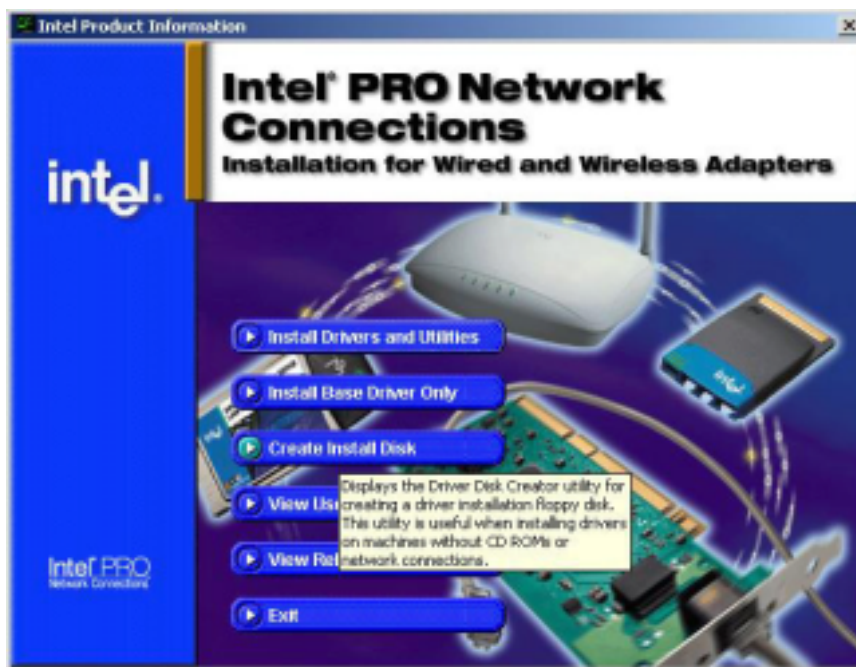 Intel Product Information
Intel® PRO Network
Connections
Installation for Wired and Wireless Adapters
intel.
Install Drivers and Utilities
Install Base Driver Only
intel
Create Install Disk
Displays the Driver Disk Creator utility for
creating a driver installation floppy disk.
This utility is useful when installing drivers
on machines without CD ROMs or
network connections.
View
View
Exit
Intel PRO
Network Connections